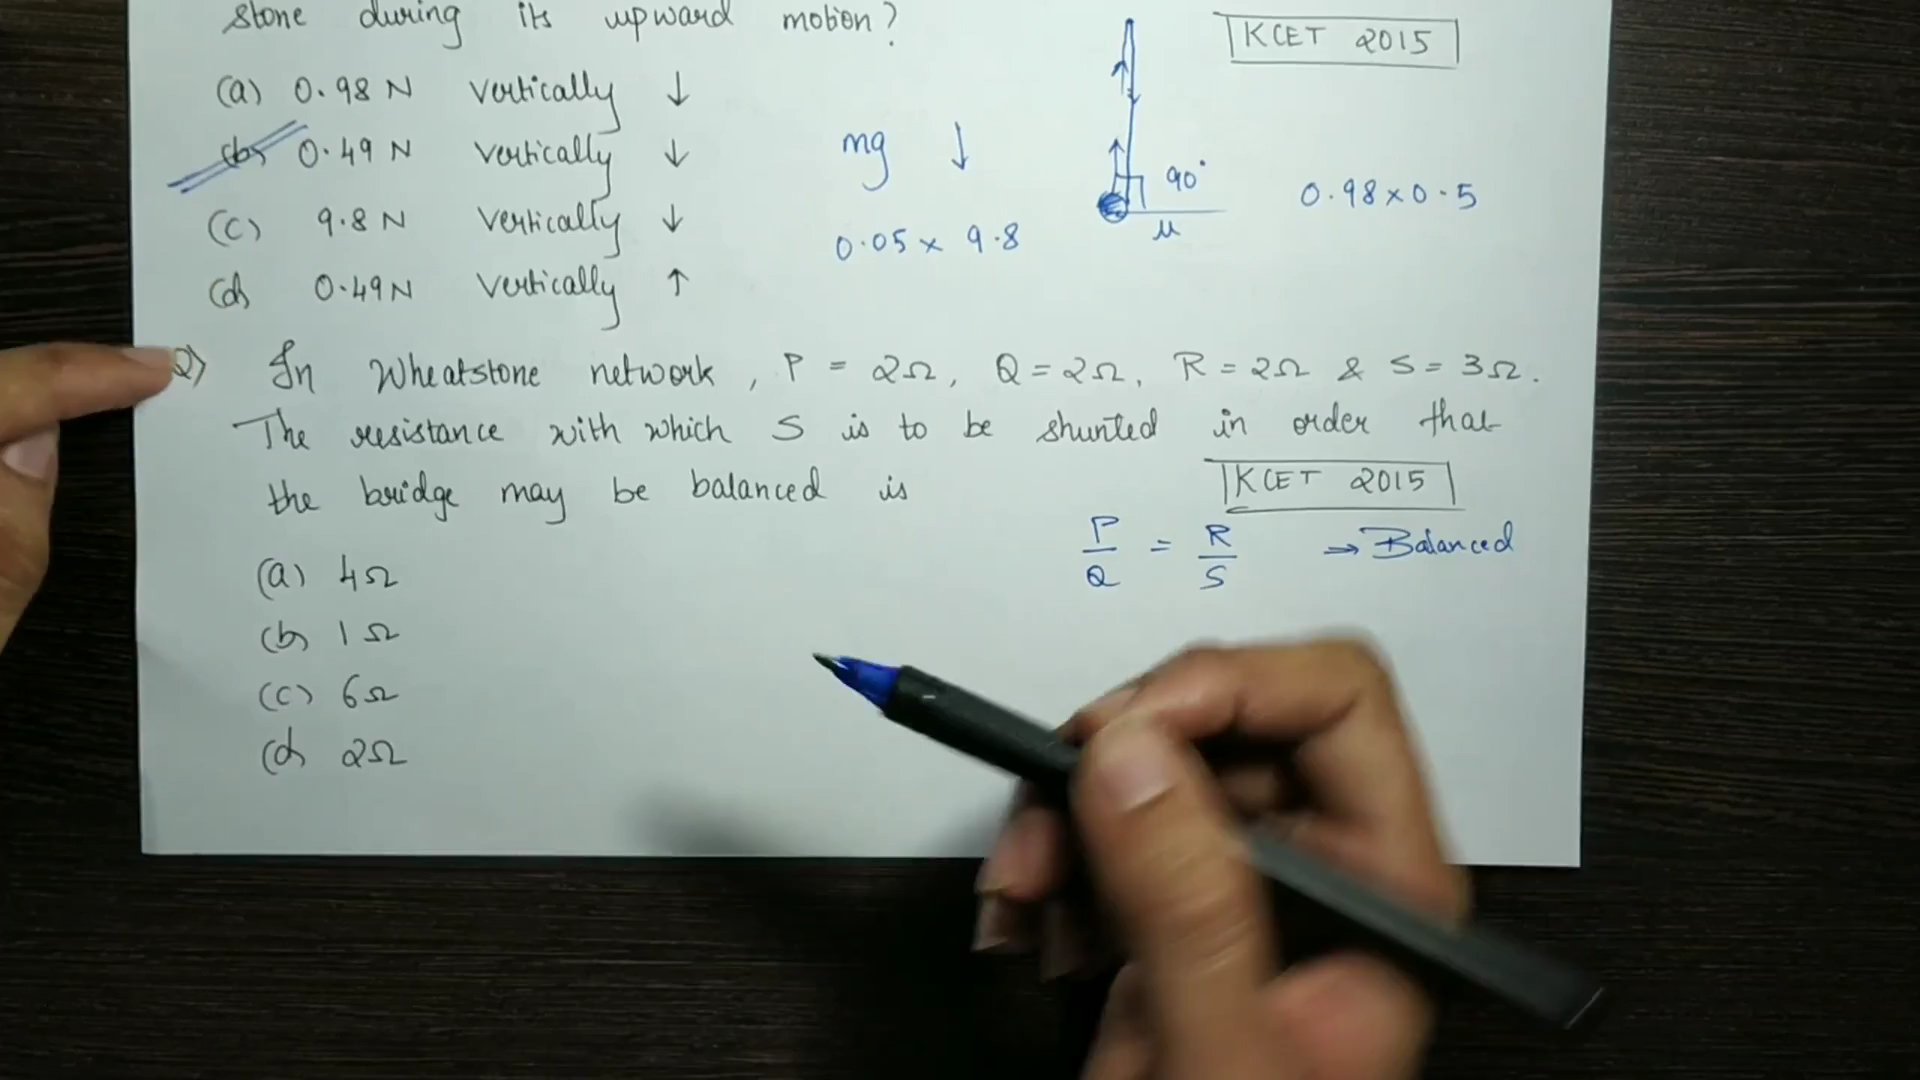 stone during its upward motion?
KCET 2015
(a) 0.98 N vertically ↓
(b) 0.49 N vertically ↓
mg ↓
90°
0.98 x 0.5
(c) 9.8 N vertically ↓
0.05 x 9.8
u
(d) 0.49 N vertically ↑
Q) In Wheatstone network, P = 2Ω, Q = 2Ω, R = 2Ω & S = 3Ω.
The resistance with which S is to be shunted in order that
the bridge may be balanced is
KCET 2015
P/Q = R/S → Balanced
(a) 4Ω
(b) 1Ω
(c) 6Ω
(d) 2Ω